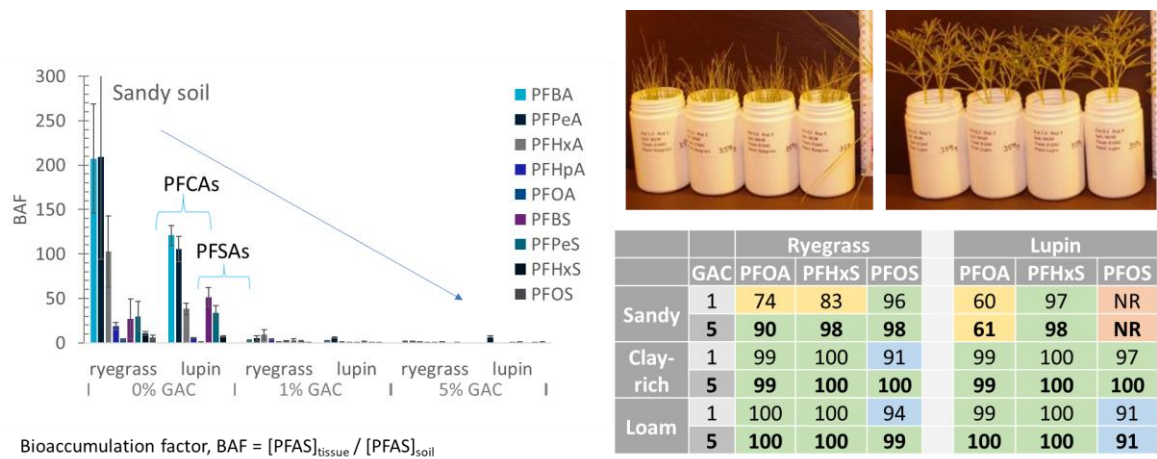 300
250
200
150
100
50
0
BAF
Sandy soil
PFCAs
PFSAs
PFBA
PFPeA
PFHxA
PFHpA
PFOA
PFBS
PFPeS
PFHxS
PFOS
ryegrass lupin ryegrass lupin ryegrass lupin
0% GAC 1% GAC 5% GAC
Bioaccumulation factor, BAF = [PFAS]tissue / [PFAS]soil
359g
359g
Ryegrass Lupin
GAC PFOA PFHxS PFOS PFOA PFHxS PFOS
Sandy 1 74 83 96 60 97 NR
5 90 98 98 61 98 NR
Clay-rich 1 99 100 91 99 100 97
5 99 100 100 99 100 100
Loam 1 100 100 94 99 100 91
5 100 100 99 100 100 91